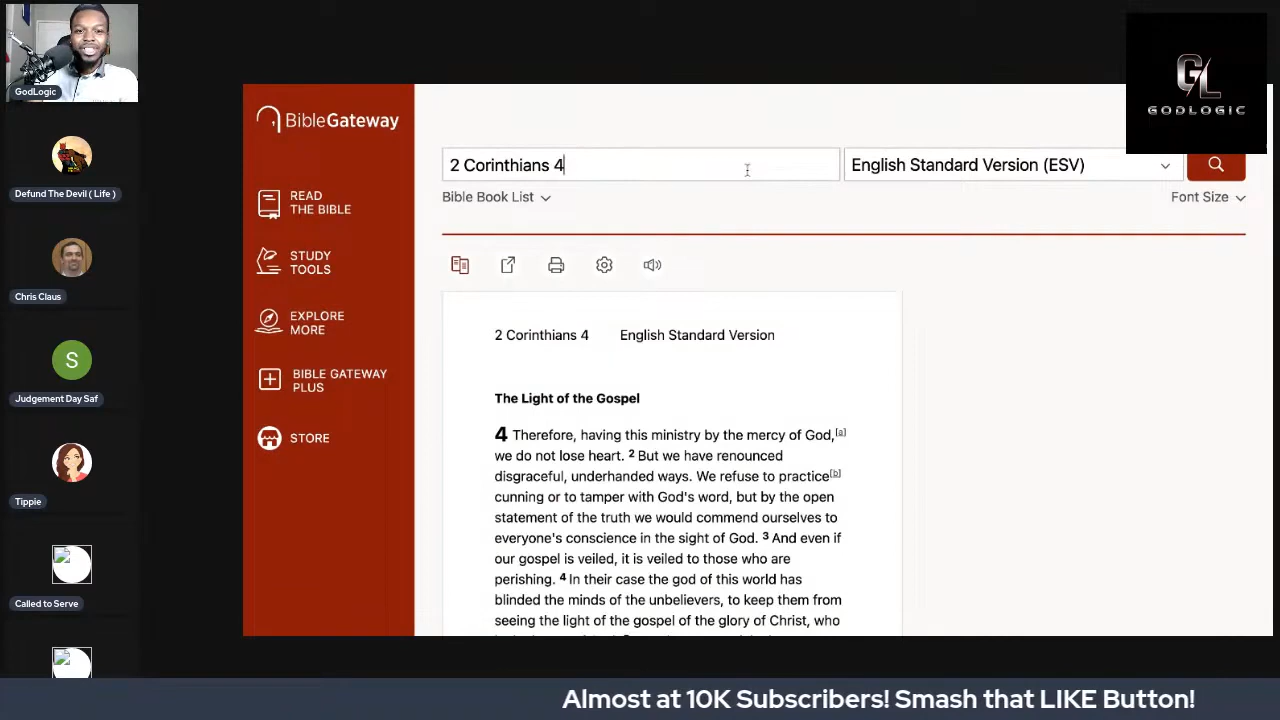 GodLogic
Defund The Devil ( Life )
Chris Claus
S
Judgement Day Saf
Tippie
Called to Serve
BibleGateway
READ
THE BIBLE
STUDY
TOOLS
EXPLORE
MORE
BIBLE GATEWAY
PLUS
STORE
2 Corinthians 4
English Standard Version (ESV)
Bible Book List
Font Size
2 Corinthians 4 English Standard Version
The Light of the Gospel
4 Therefore, having this ministry by the mercy of God,[a]
we do not lose heart. 2 But we have renounced
disgraceful, underhanded ways. We refuse to practice[b]
cunning or to tamper with God's word, but by the open
statement of the truth we would commend ourselves to
everyone's conscience in the sight of God. 3 And even if
our gospel is veiled, it is veiled to those who are
perishing. 4 In their case the god of this world has
blinded the minds of the unbelievers, to keep them from
seeing the light of the gospel of the glory of Christ, who
GL
GODLOGIC
Almost at 10K Subscribers! Smash that LIKE Button!